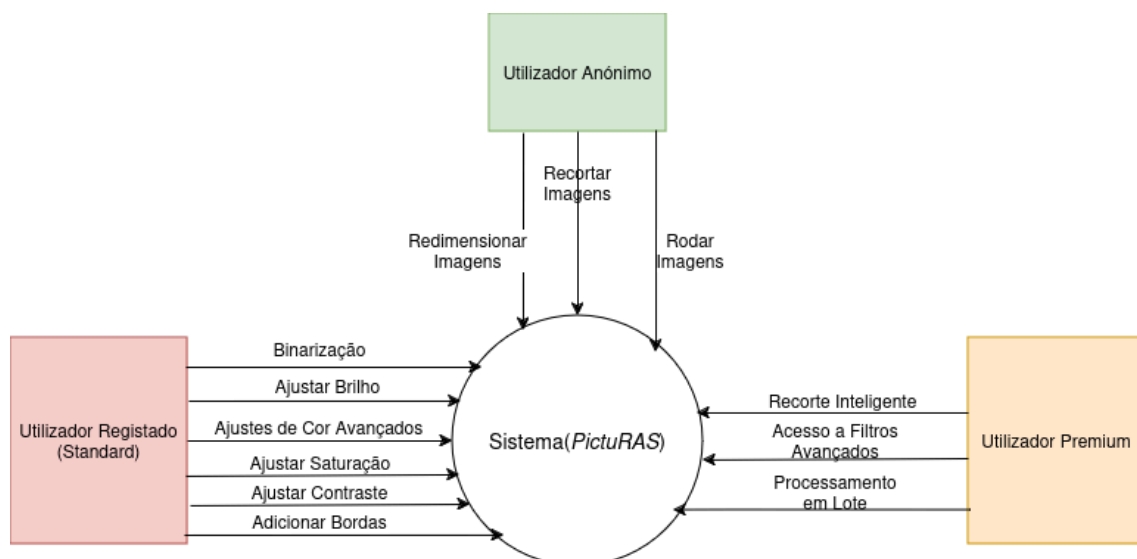 Utilizador Anónimo
Recortar
Imagens
Redimensionar
Imagens
Rodar
Imagens
Utilizador Registado
(Standard)
Binarização
Ajustar Brilho
Ajustes de Cor Avançados
Ajustar Saturação
Ajustar Contraste
Adicionar Bordas
Sistema(PictuRAS)
Recorte Inteligente
Acesso a Filtros
Avançados
Processamento
em Lote
Utilizador Premium